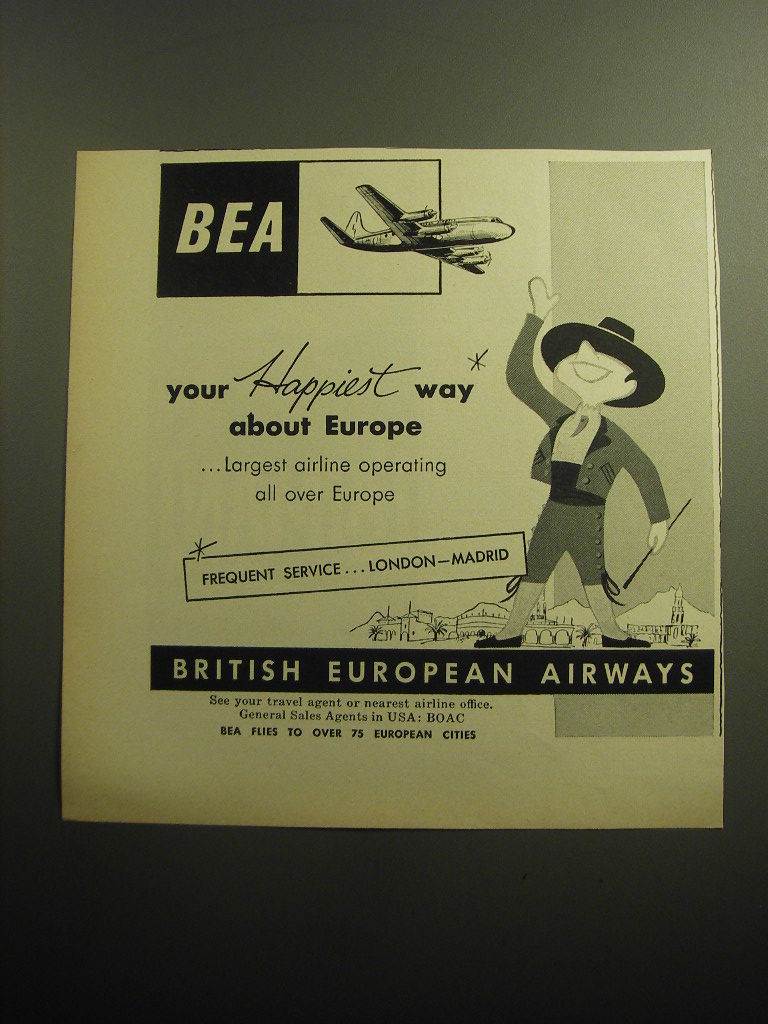 BEA
your Happiest way*
about Europe
...Largest airline operating
all over Europe
*
FREQUENT SERVICE... LONDON—MADRID
BRITISH EUROPEAN AIRWAYS
See your travel agent or nearest airline office.
General Sales Agents in USA: BOAC
BEA FLIES TO OVER 75 EUROPEAN CITIES